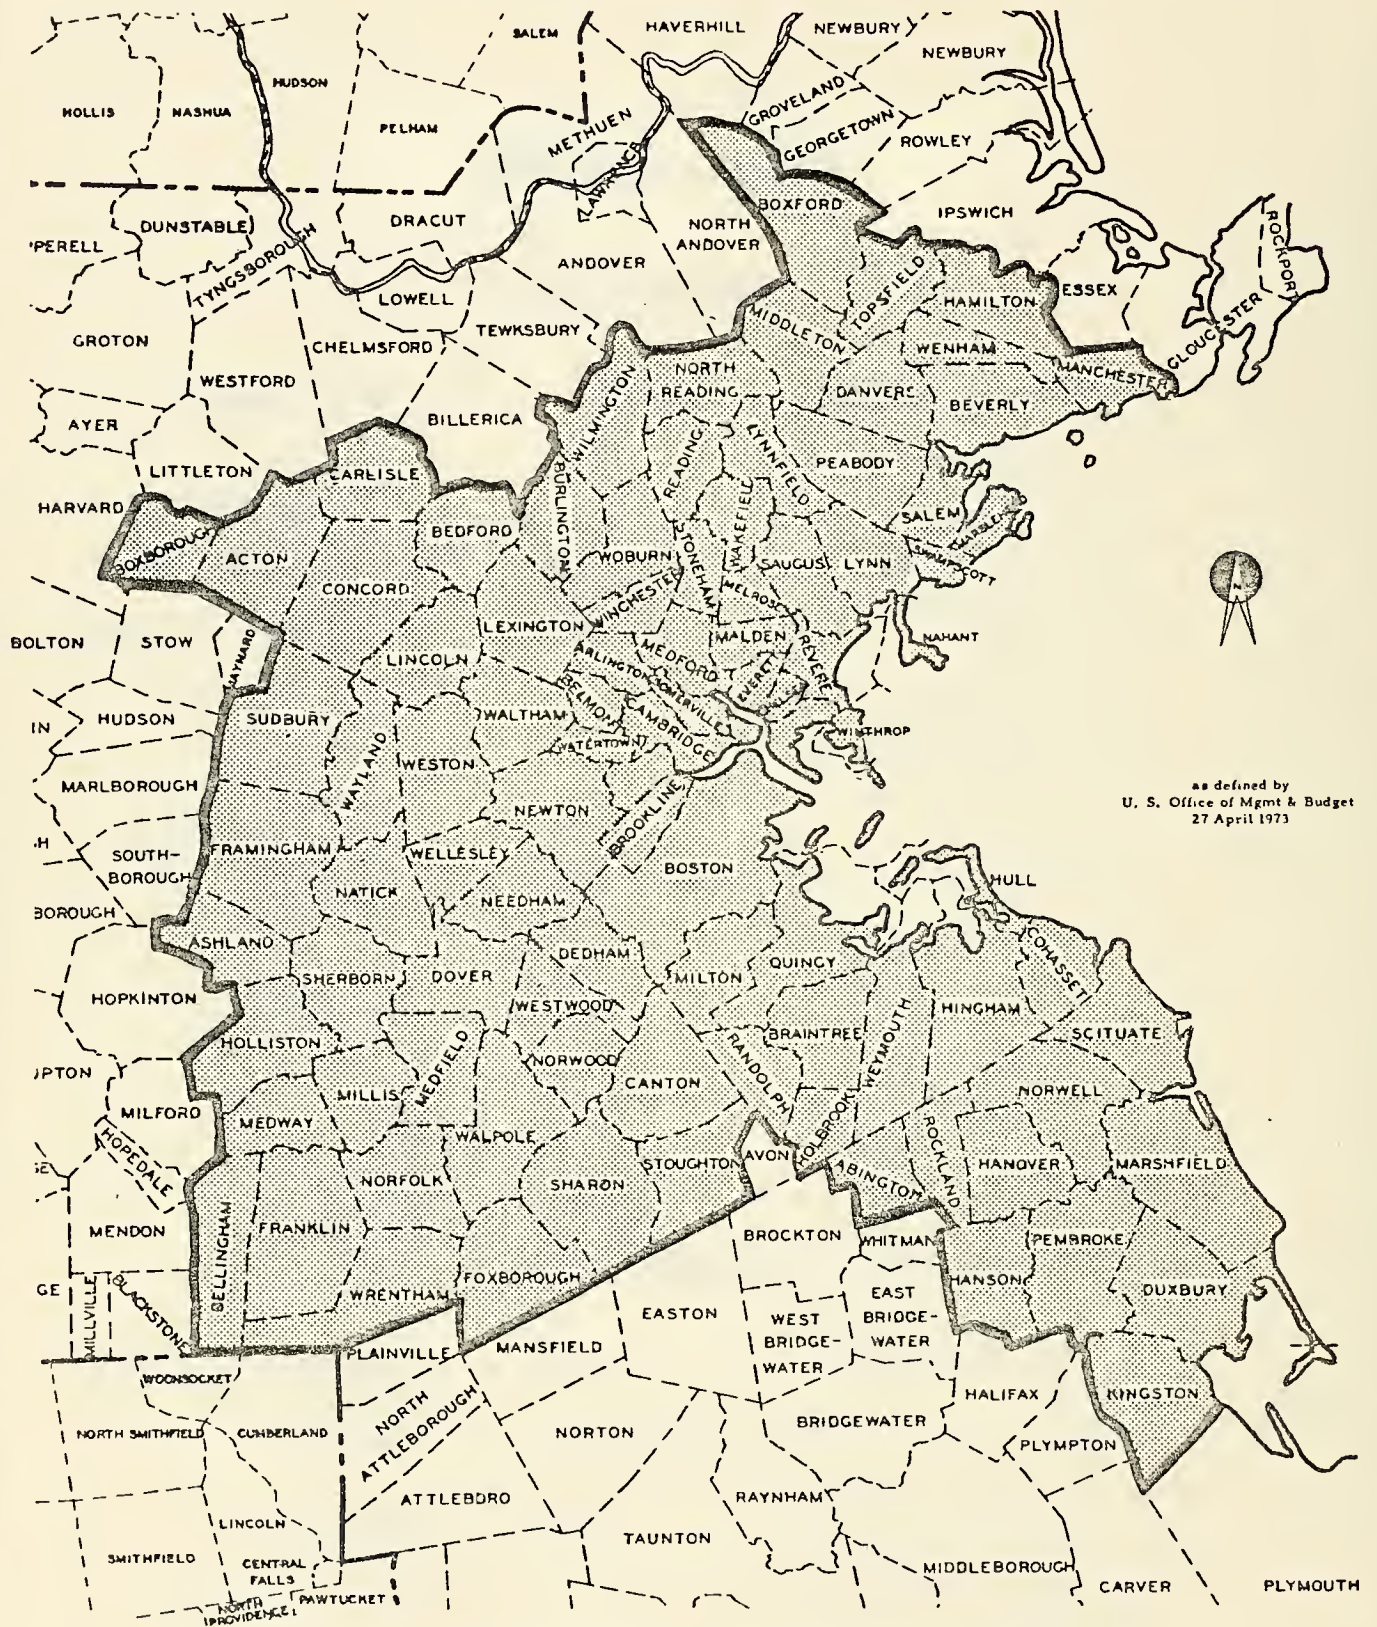 SALEM
HAVERHILL
NEWBURY
NEWBURY
HOLLIS
NASHUA
HUDSON
PELHAM
METHUEN
LAWRENCE
GROVELAND
GEORGETOWN
ROWLEY
DUNSTABLE
DRACUT
NORTH
ANDOVER
BOXFORD
IPSWICH
ROCKPORT
PERELL
TYNGSBOROUGH
ANDOVER
TOPSFIELD
ESSEX
LOWELL
HAMILTON
GLOUCESTER
GROTON
CHELMSFORD
TEWKSBURY
MIDDLETON
WENHAM
MANCHESTER
WESTFORD
NORTH
READING
DANVERS
BEVERLY
AYER
BILLERICA
WILMINGTON
LITTLETON
CARLISLE
READING
LYNNFIELD
PEABODY
HARVARD
BURLINGTON
WAKEFIELD
SALEM
BOXBOROUGH
ACTON
BEDFORD
WOBURN
STONEHAM
SAUGUS
LYNN
SWAMPSCOTT
N
CONCORD
WINCHESTER
MELROSE
BOLTON
STOW
MAYNARD
LEXINGTON
MEDFORD
MALDEN
REVERE
NAHANT
LINCOLN
ARLINGTON
SOMERVILLE
EVERETT
IN
HUDSON
SUDBURY
WALTHAM
BELMONT
CAMBRIDGE
WINTHROP
WATERTOWN
MARLBOROUGH
WAYLAND
WESTON
NEWTON
BROOKLINE
as defined by
U. S. Office of Mgmt & Budget
27 April 1973
SOUTH-
BOROUGH
FRAMINGHAM
WELLESLEY
BOSTON
HULL
NATICK
NEEDHAM
BOROUGH
ASHLAND
DEDHAM
COHASSET
HOPKINTON
SHERBORN
DOVER
MILTON
QUINCY
WESTWOOD
HINGHAM
HOLLISTON
MEDFIELD
NORWOOD
BRAINTREE
WEYMOUTH
SCITUATE
PTON
MILLIS
CANTON
RANDOLPH
NORWELL
MILFORD
MEDWAY
WALPOLE
HOLBROOK
ROCKLAND
HOPEDALE
NORFOLK
SHARON
STOUGHTON
AVON
ABINGTON
HANOVER
MARSHFIELD
MENDON
BELLINGHAM
FRANKLIN
BROCKTON
WHITMAN
PEMBROKE
GE
MILLVILLE
BLACKSTONE
WRENTHAM
FOXBOROUGH
HANSON
DUXBURY
EASTON
WEST
BRIDGE-
WATER
EAST
BRIDGE-
WATER
PLAINVILLE
MANSFIELD
WOONSOCKET
NORTH
ATTLEBOROUGH
HALIFAX
KINGSTON
NORTH SMITHFIELD
CUMBERLAND
NORTON
BRIDGEWATER
PLYMPTON
ATTLEBORO
RAYNHAM
LINCOLN
TAUNTON
SMITHFIELD
CENTRAL
FALLS
MIDDLEBOROUGH
CARVER
PLYMOUTH
NORTH
PROVIDENCE
PAWTUCKET